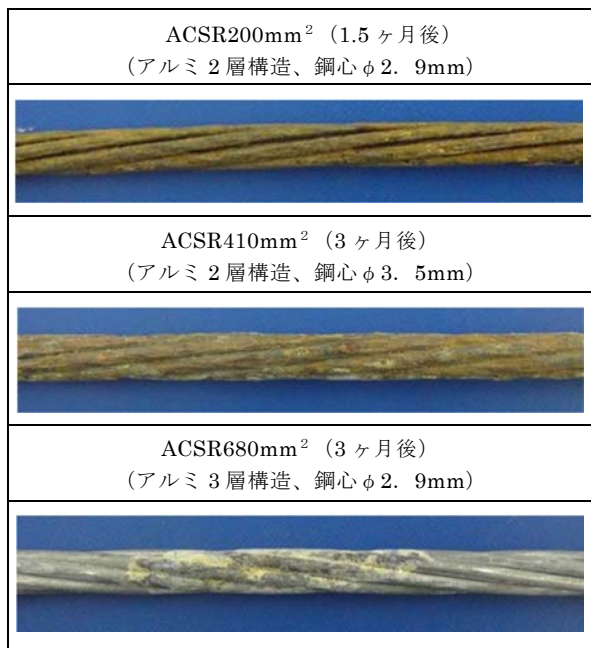 ACSR200mm²（1.5 ヶ月後）
（アルミ 2 層構造、鋼心φ2．9mm）
ACSR410mm²（3 ヶ月後）
（アルミ 2 層構造、鋼心φ3．5mm）
ACSR680mm²（3 ヶ月後）
（アルミ 3 層構造、鋼心φ2．9mm）